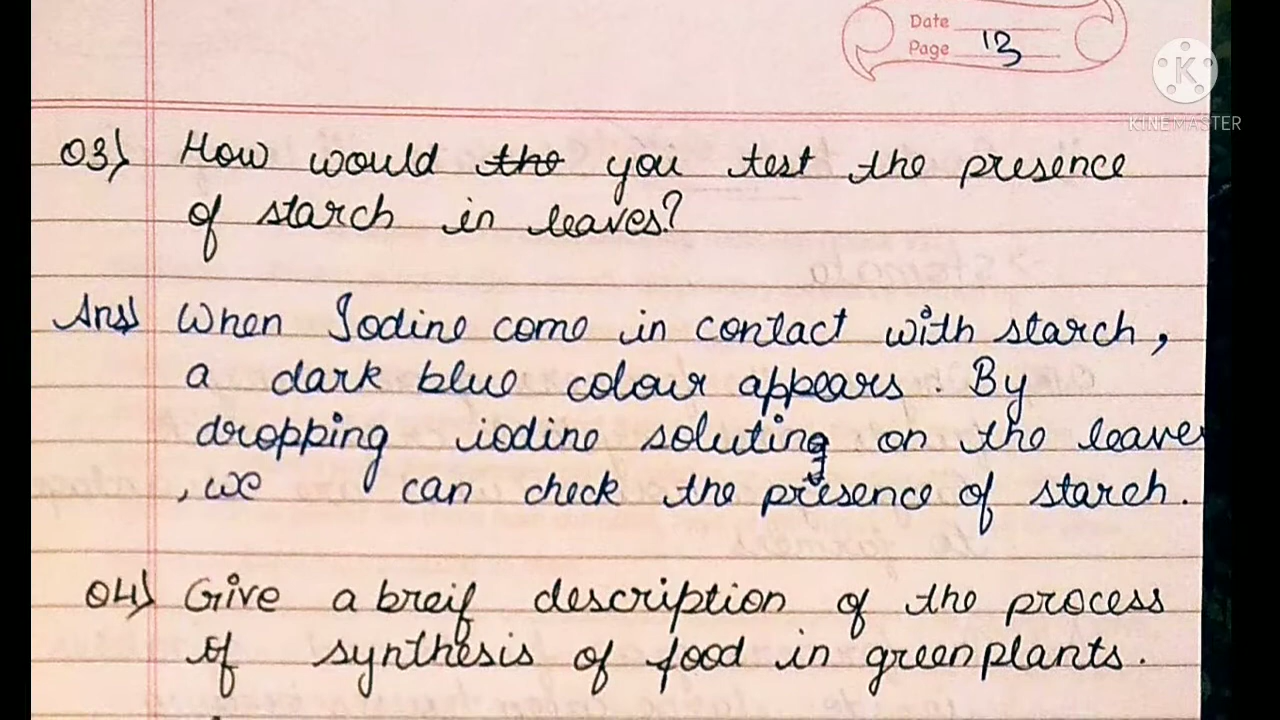 Date
Page 13
K
KINEMASTER
Q3) How would the you test the presence
of starch in leaves?
Ans) When Iodine come in contact with starch,
a dark blue colour appears. By
dropping iodine soluting on the leaves
, we can check the presence of starch.
Q4) Give a breif description of the process
of synthesis of food in green plants.